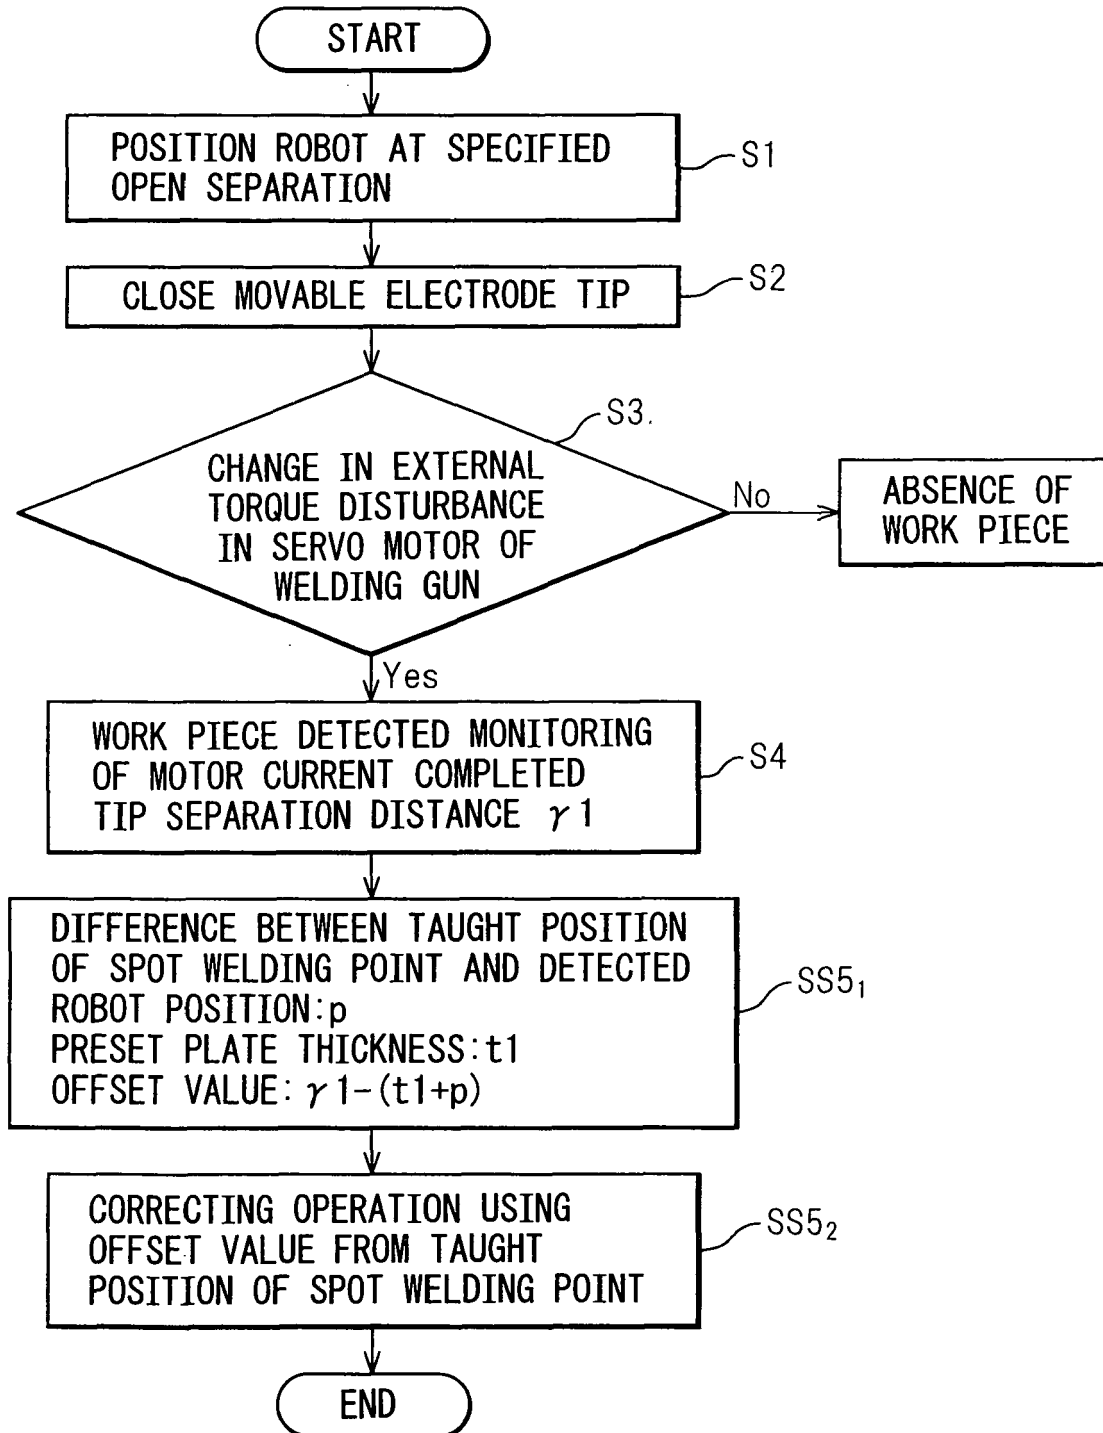 START
POSITION ROBOT AT SPECIFIED
OPEN SEPARATION
S1
CLOSE MOVABLE ELECTRODE TIP
S2
S3.
CHANGE IN EXTERNAL
TORQUE DISTURBANCE
IN SERVO MOTOR OF
WELDING GUN
No
ABSENCE OF
WORK PIECE
Yes
WORK PIECE DETECTED MONITORING
OF MOTOR CURRENT COMPLETED
TIP SEPARATION DISTANCE γ1
S4
DIFFERENCE BETWEEN TAUGHT POSITION
OF SPOT WELDING POINT AND DETECTED
ROBOT POSITION:p
PRESET PLATE THICKNESS:t1
OFFSET VALUE: γ1-(t1+p)
SS5₁
CORRECTING OPERATION USING
OFFSET VALUE FROM TAUGHT
POSITION OF SPOT WELDING POINT
SS5₂
END